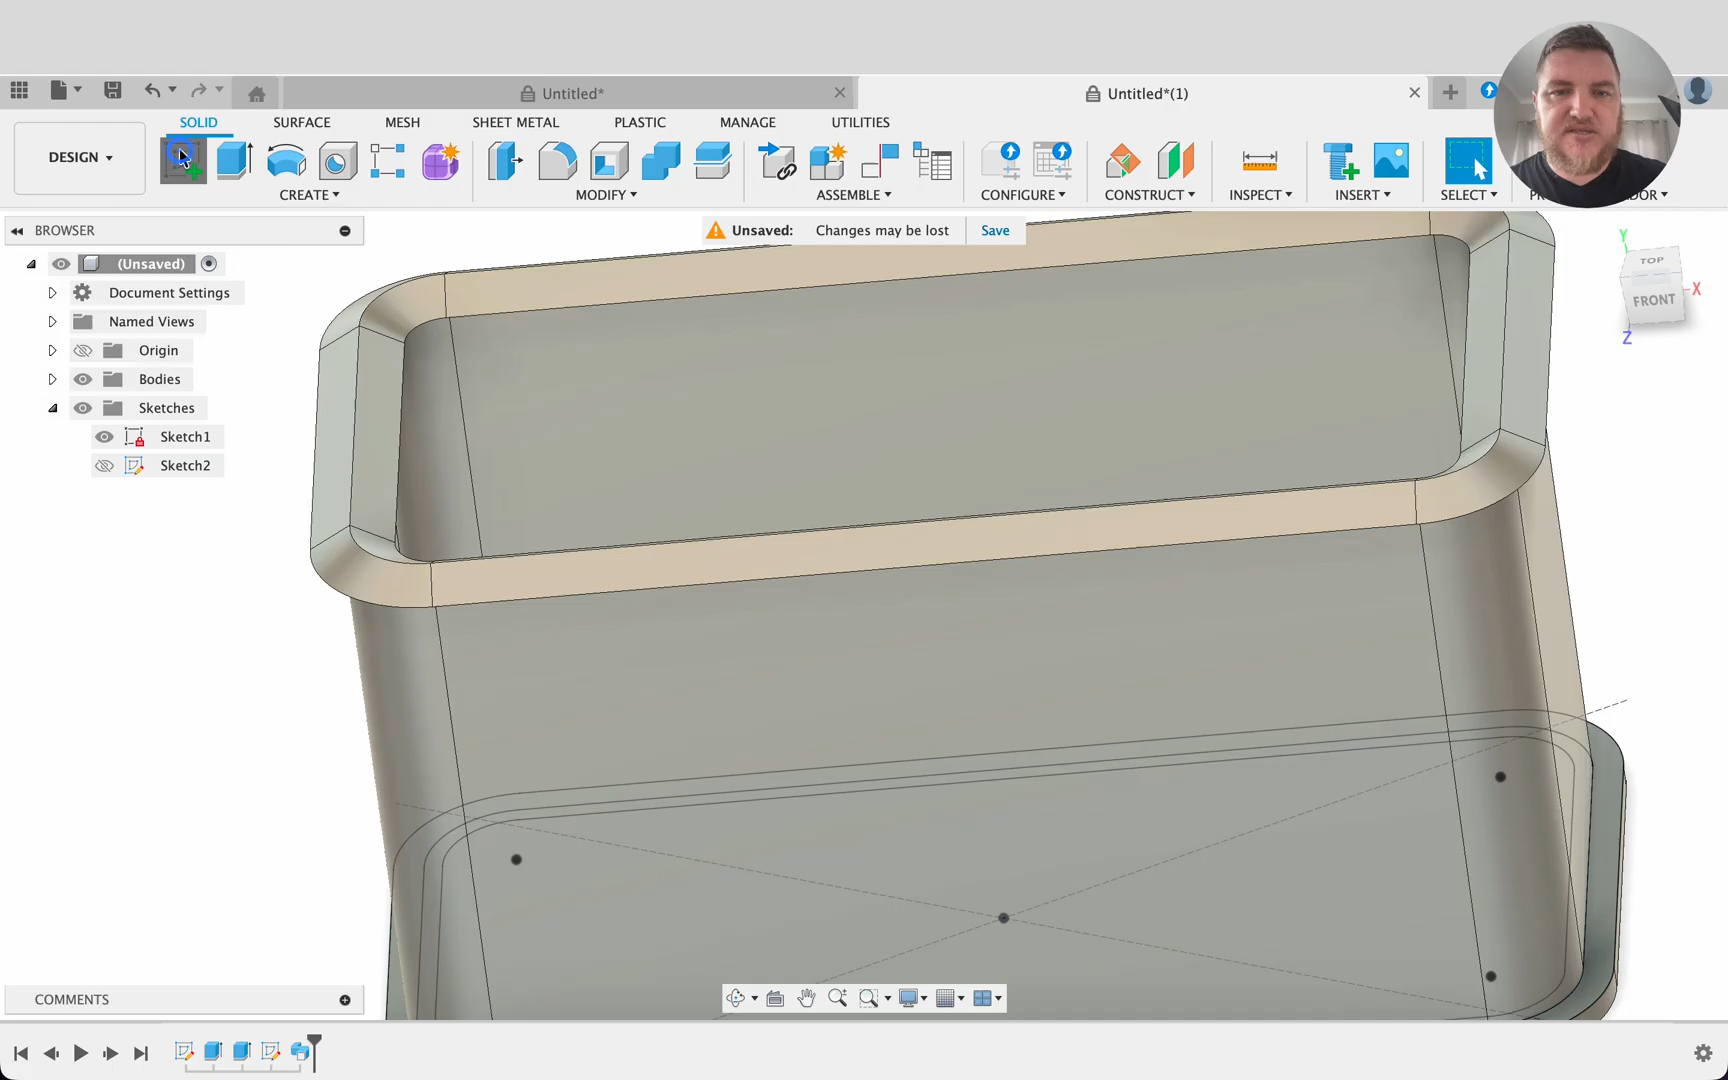 Untitled*
Untitled*(1)
SOLID SURFACE MESH SHEET METAL PLASTIC MANAGE UTILITIES
DESIGN
CREATE MODIFY ASSEMBLE CONFIGURE CONSTRUCT INSPECT INSERT SELECT
BROWSER
Unsaved: Changes may be lost Save
(Unsaved)
Document Settings
Named Views
Origin
Bodies
Sketches
Sketch1
Sketch2
Y
TOP
FRONT
X
Z
COMMENTS